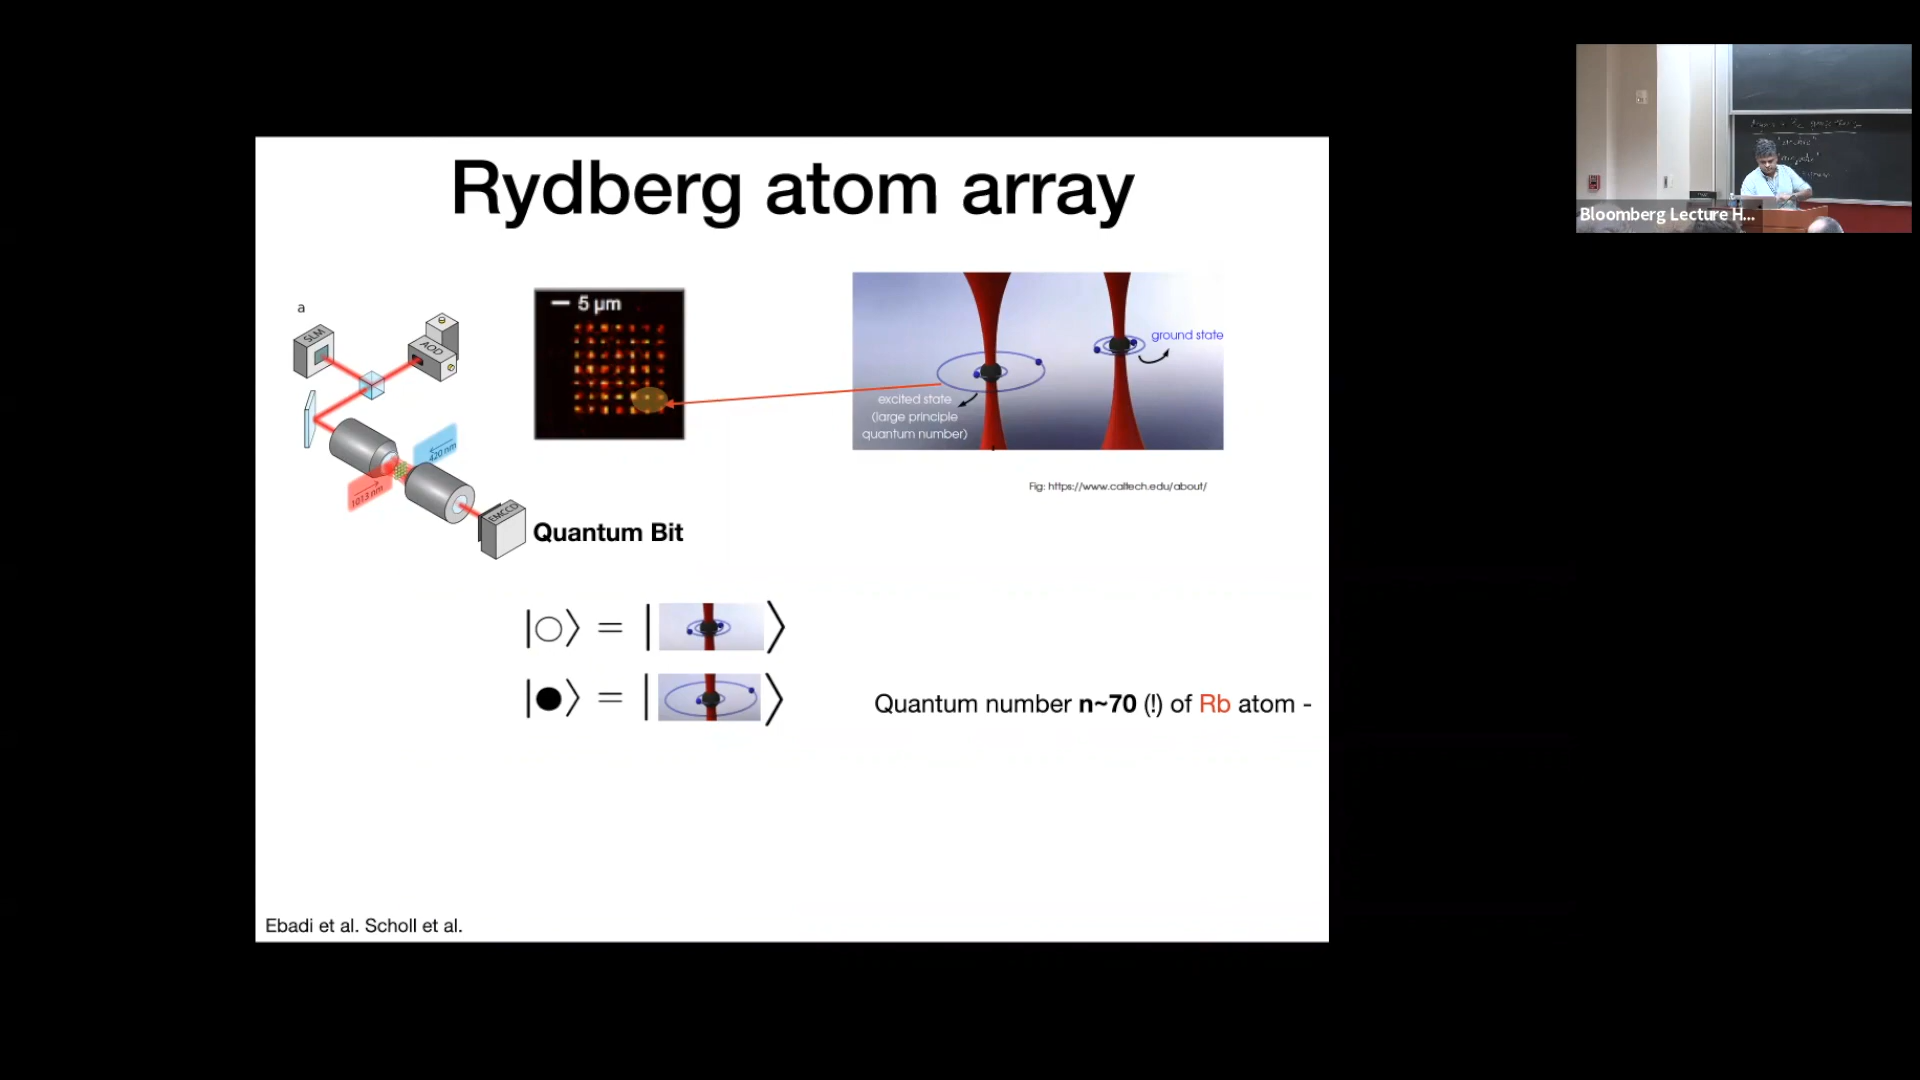 Rydberg atom array
a
SLM
AOD
420 nm
1013 nm
EMCCD
5 µm
ground state
excited state
(large principle
quantum number)
Fig: https://www.caltech.edu/about/
Quantum Bit
|○⟩ = | ⟩
|●⟩ = | ⟩
Quantum number n~70 (!) of Rb atom -
Ebadi et al. Scholl et al.
Bloomberg Lecture H...